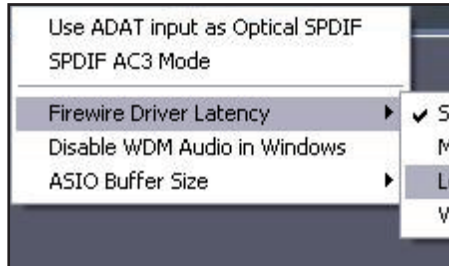 Use ADAT input as Optical SPDIF
SPDIF AC3 Mode
Firewire Driver Latency
Disable WDM Audio in Windows
ASIO Buffer Size